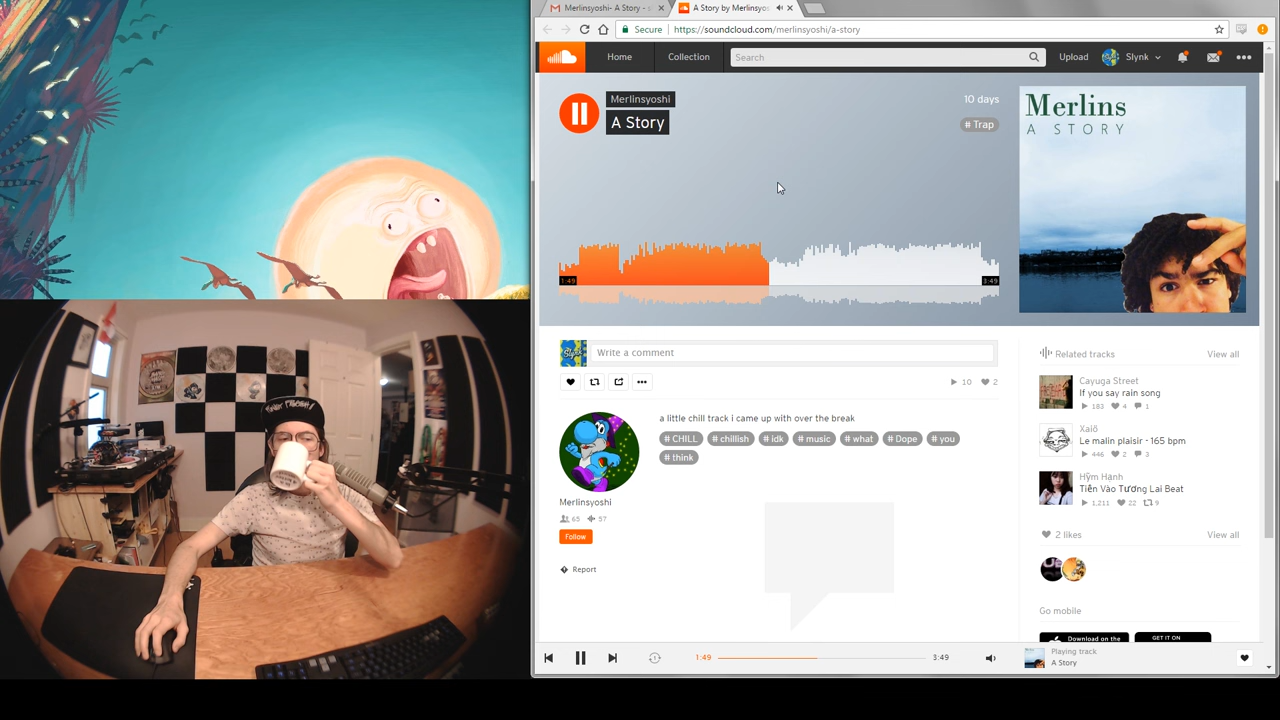 Merlinsyoshi- A Story - s
A Story by Merlinsyos
Secure
https://soundcloud.com/merlinsyoshi/a-story
Home
Collection
Search
Upload
Slynk
Merlinsyoshi
A Story
10 days
# Trap
Merlins
A STORY
1:49
3:49
Slynk
Write a comment
10
2
a little chill track i came up with over the break
# CHILL
# chillish
# idk
# music
# what
# Dope
# you
# think
Merlinsyoshi
65
57
Follow
Report
Related tracks
View all
Cayuga Street
If you say rain song
183
4
1
Xaiō
Le malin plaisir - 165 bpm
446
2
3
Hỹm Hạnh
Tiễn Vào Tương Lai Beat
1,211
22
9
2 likes
View all
Go mobile
Download on the
GET IT ON
1:49
3:49
Playing track
A Story